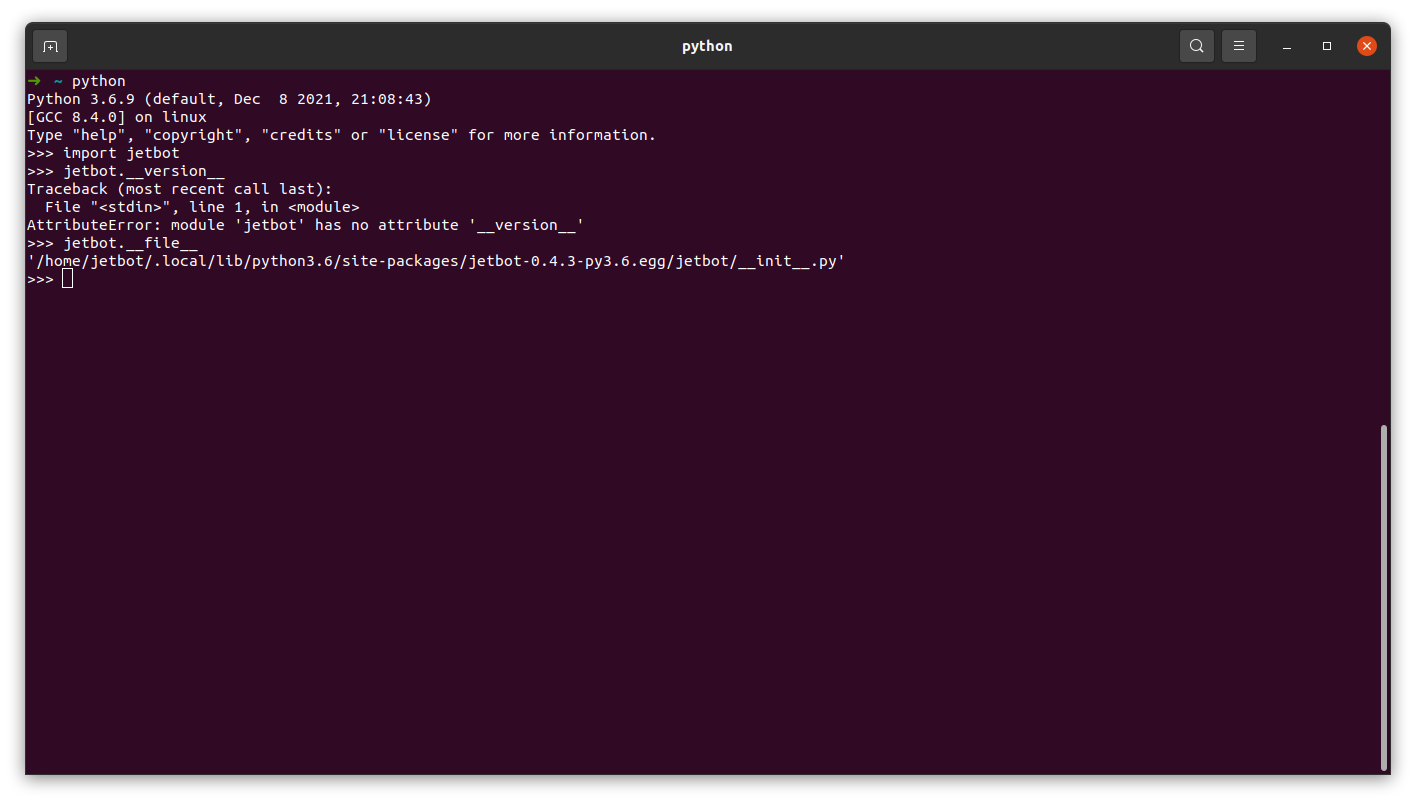 python
➜  ~ python
Python 3.6.9 (default, Dec  8 2021, 21:08:43)
[GCC 8.4.0] on linux
Type "help", "copyright", "credits" or "license" for more information.
>>> import jetbot
>>> jetbot.__version__
Traceback (most recent call last):
  File "<stdin>", line 1, in <module>
AttributeError: module 'jetbot' has no attribute '__version__'
>>> jetbot.__file__
'/home/jetbot/.local/lib/python3.6/site-packages/jetbot-0.4.3-py3.6.egg/jetbot/__init__.py'
>>>